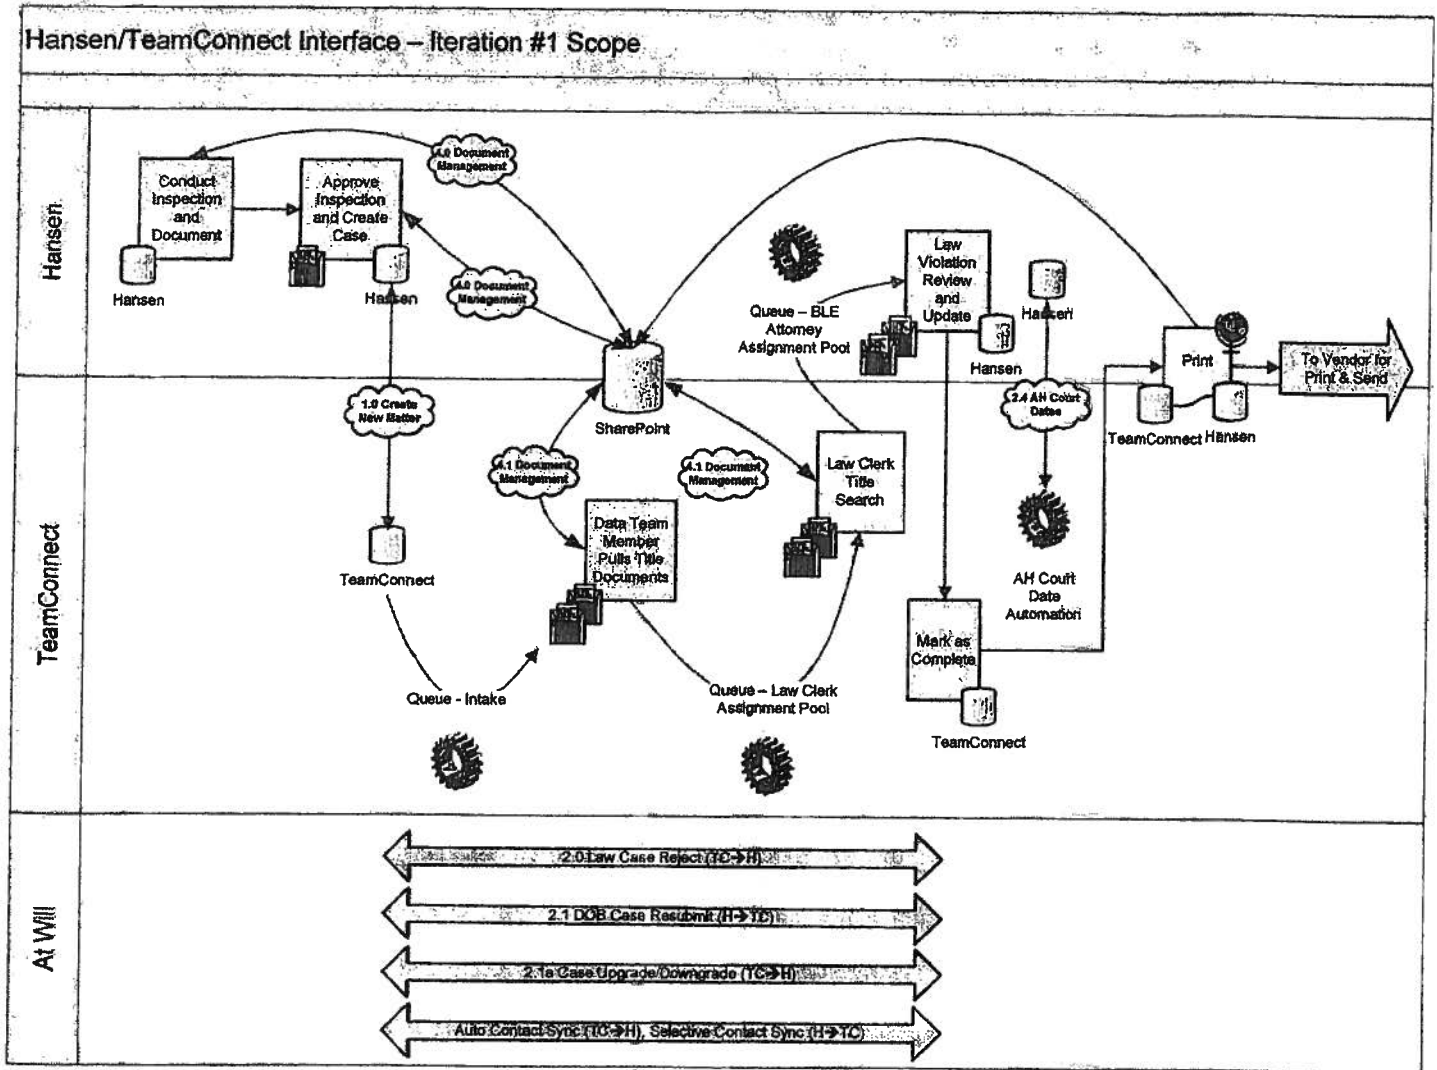 Hansen/TeamConnect Interface – Iteration #1 Scope
Hansen
4.0 Document
Management
Conduct
Inspection
and
Document
Hansen
Approve
Inspection
and Create
Case
Hansen
4.0 Document
Management
Queue – BLE
Attorney
Assignment Pool
Law
Violation
Review
and
Update
Hansen
Hansen
Print
To Vendor for
Print & Send
TeamConnect
1.0 Create
New Matter
SharePoint
2.4 AH Court
Dates
TeamConnect
Hansen
4.1 Document
Management
4.1 Document
Management
Law Clerk
Title
Search
Data Team
Member
Pulls Title
Documents
TeamConnect
AH Court
Date
Automation
Mark as
Complete
TeamConnect
Queue - Intake
Queue – Law Clerk
Assignment Pool
At Will
2.0 Law Case Reject (TC→H)
2.1 DOB Case Resubmit (H→TC)
2.1a Case Upgrade/Downgrade (TC→H)
Auto Contact Sync (TC→H), Selective Contact Sync (H→TC)